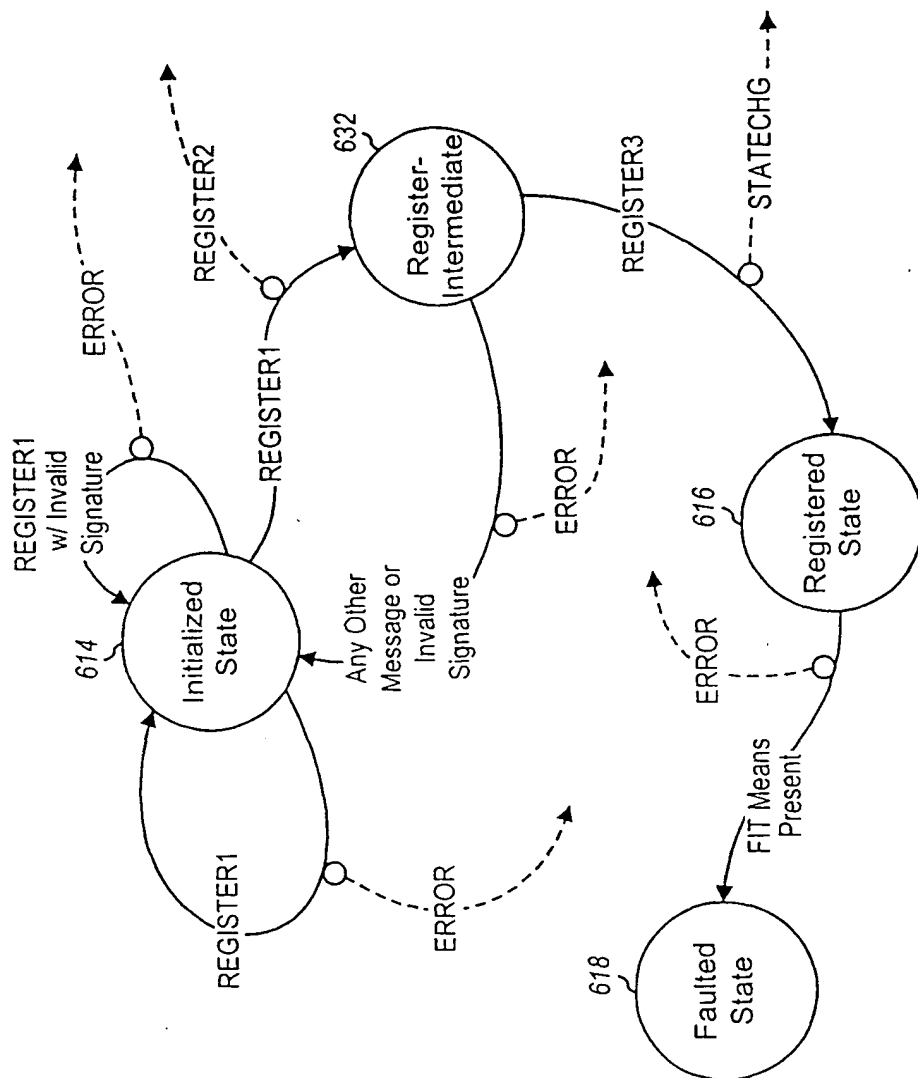 REGISTER1
w/ Invalid
Signature
ERROR
614
Initialized
State
REGISTER1
ERROR
REGISTER1
REGISTER2
632
Register-
Intermediate
Any Other
Message or
Invalid
Signature
ERROR
REGISTER3
STATECHG
616
Registered
State
ERROR
FIT Means
Present
618
Faulted
State